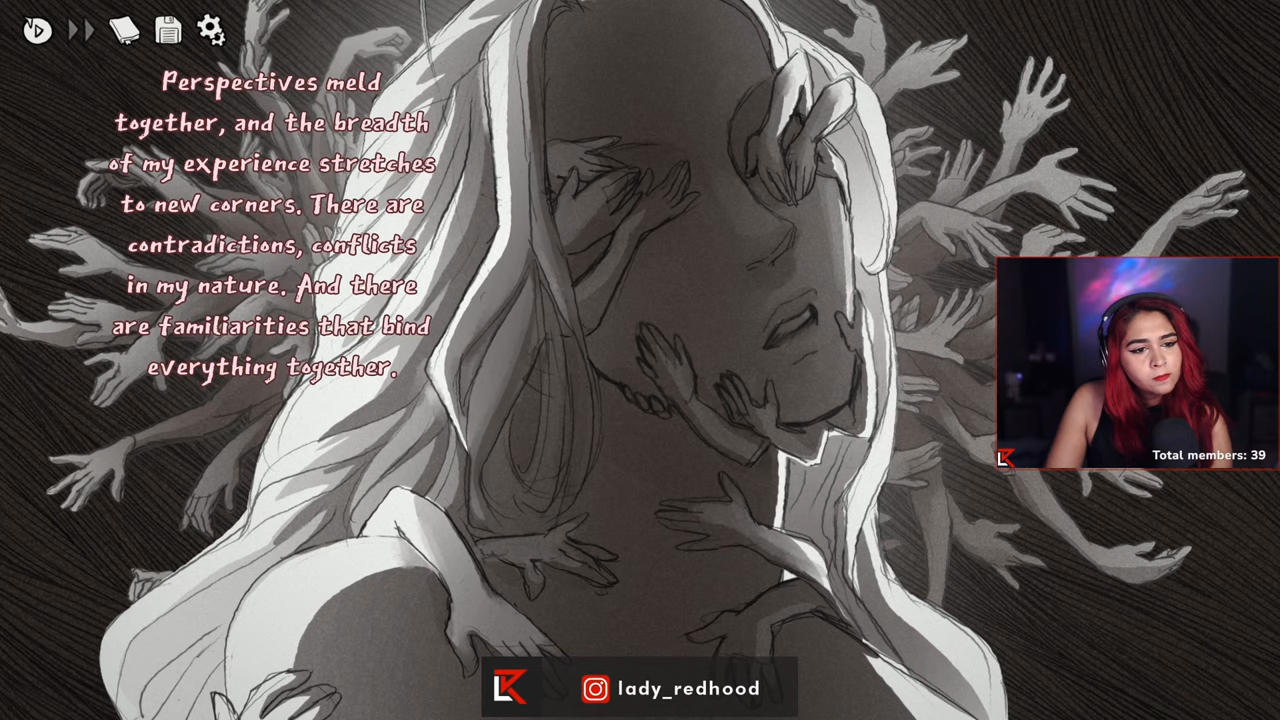 Perspectives meld
together, and the breadth
of my experience stretches
to new corners. There are
contradictions, conflicts
in my nature. And there
are familiarities that bind
everything together.
Total members: 39
lady_redhood